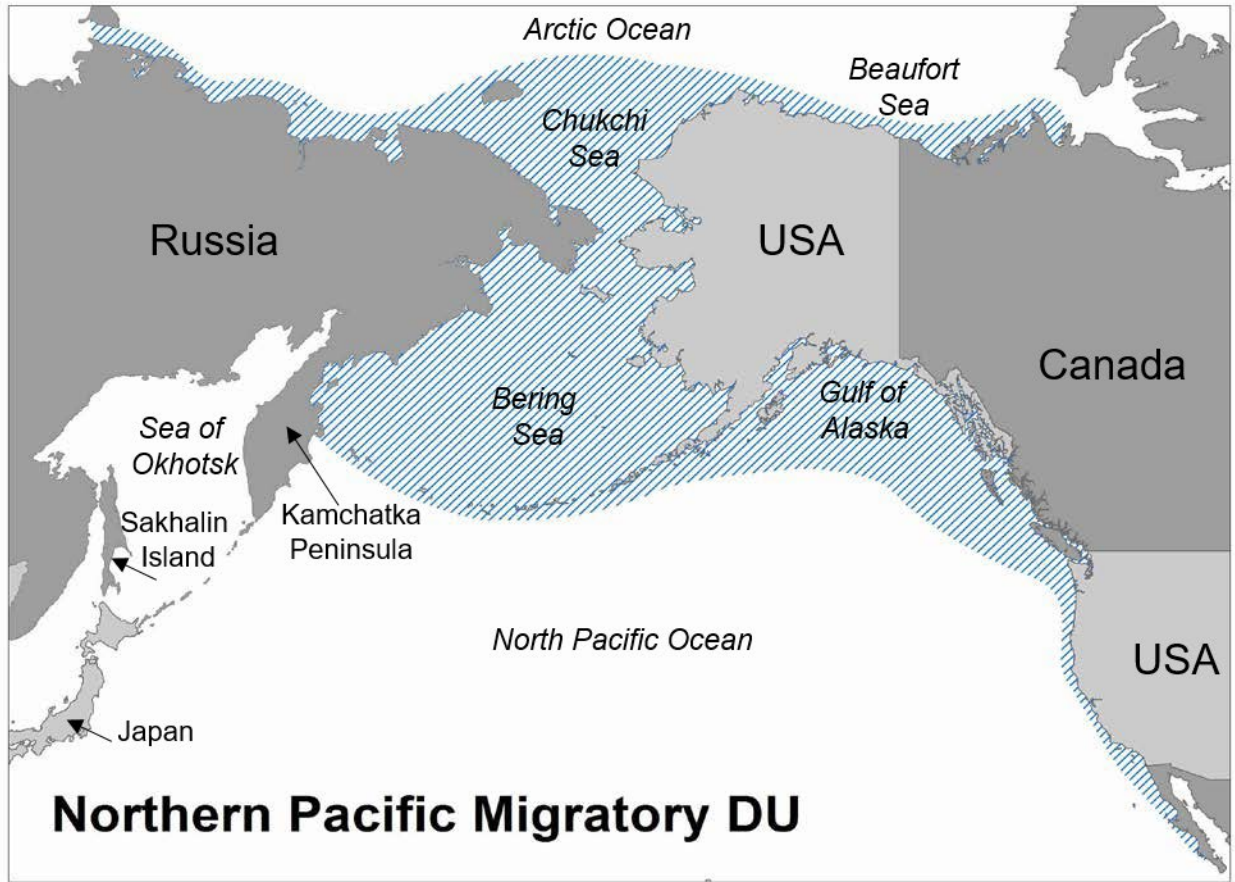 Arctic Ocean
Beaufort
Sea
Chukchi
Sea
Russia
USA
Canada
Bering
Sea
Gulf of
Alaska
Sea of
Okhotsk
Sakhalin
Island
Kamchatka
Peninsula
North Pacific Ocean
USA
Japan
Northern Pacific Migratory DU